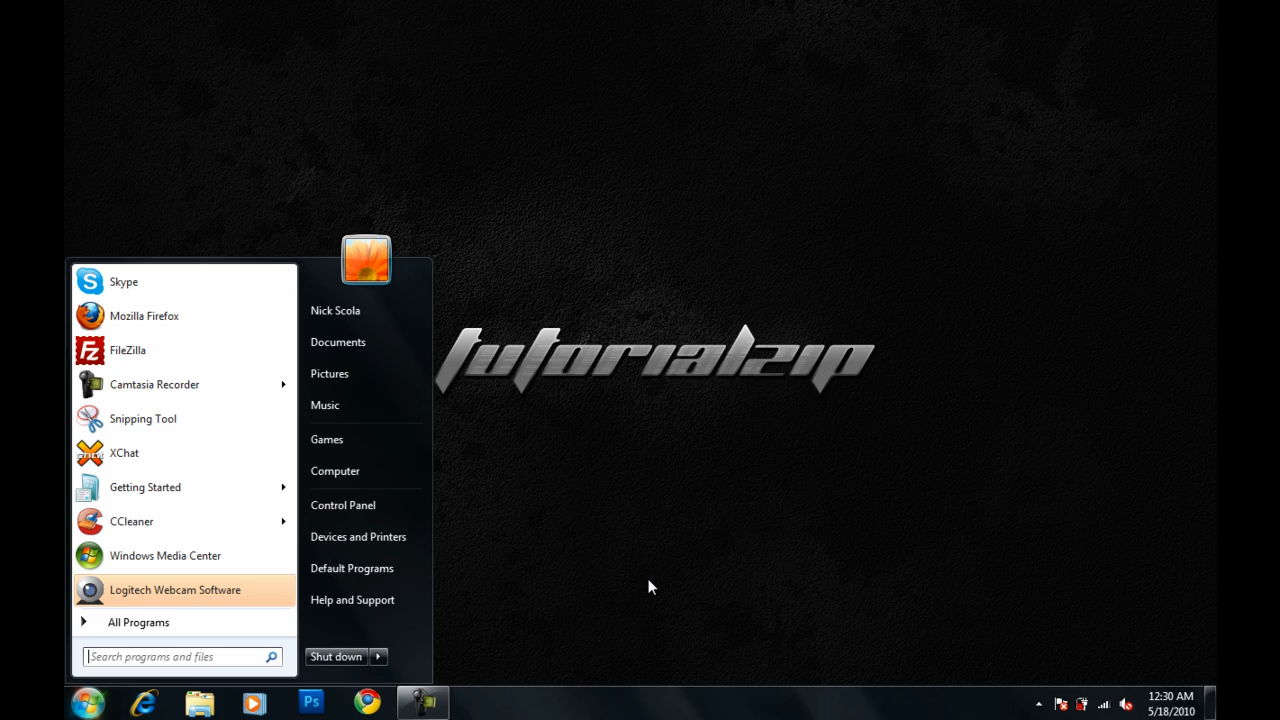 Skype
Mozilla Firefox
FileZilla
Camtasia Recorder
Snipping Tool
XChat
Getting Started
CCleaner
Windows Media Center
Logitech Webcam Software
All Programs
Search programs and files
Nick Scola
Documents
Pictures
Music
Games
Computer
Control Panel
Devices and Printers
Default Programs
Help and Support
Shut down
tutorialzip
Ps
12:30 AM
5/18/2010